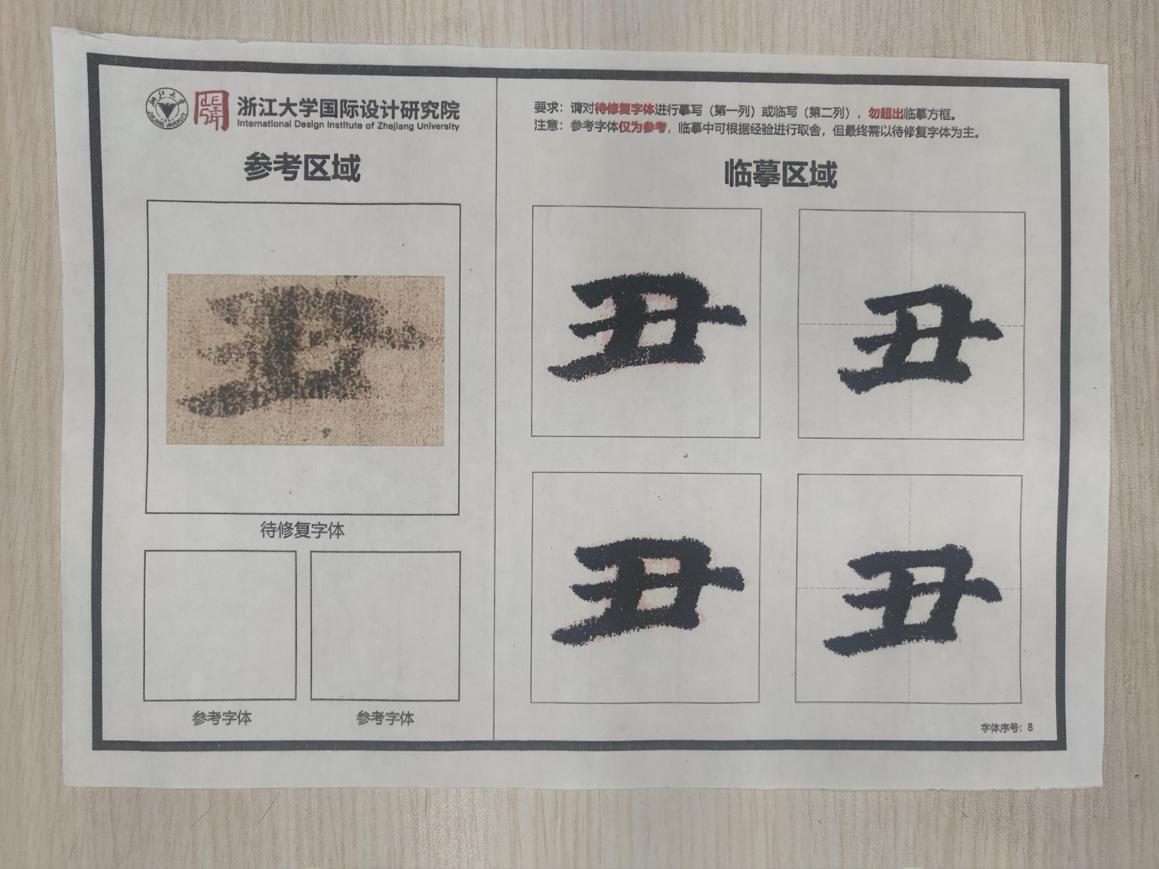 浙江大学国际设计研究院
International Design Institute of Zhejiang University
参考区域
丑
待修复字体
参考字体
参考字体
要求：请对待修复字体进行摹写（第一列）或临写（第二列），勿超出临摹方框。
注意：参考字体仅为参考，临摹中可根据经验进行取舍，但最终需以待修复字体为主。
临摹区域
丑 丑
丑 丑
字体序号：8